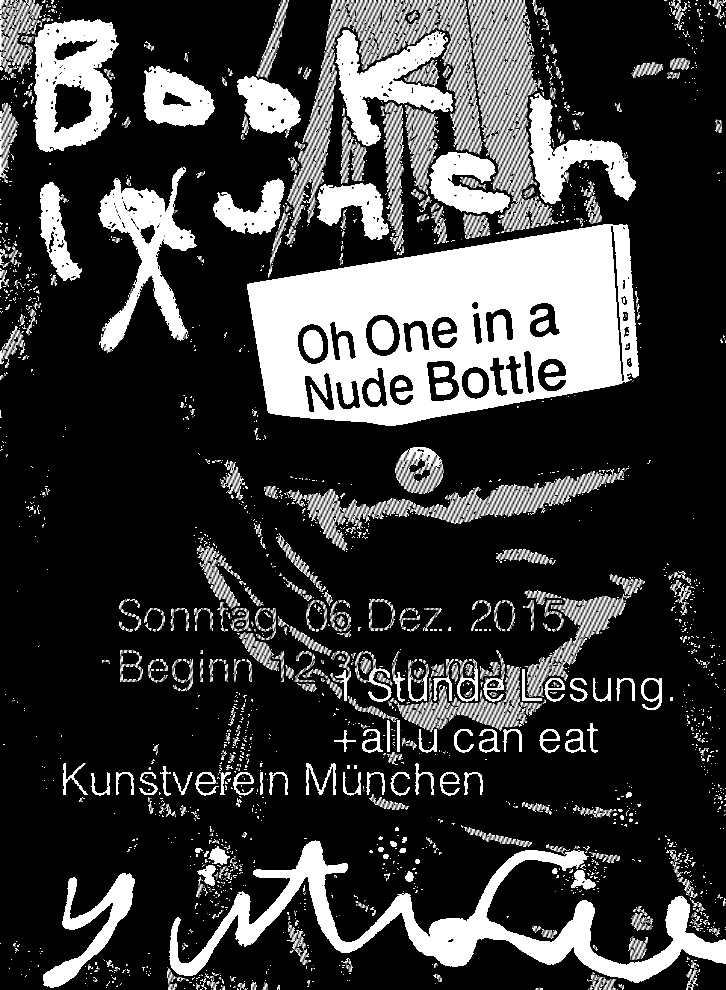 Book
launch
Oh One in a
Nude Bottle
Sonntag, 06.Dez. 2015
Beginn 12:30 (p.m.)
1 Stunde Lesung.
+all u can eat
Kunstverein München